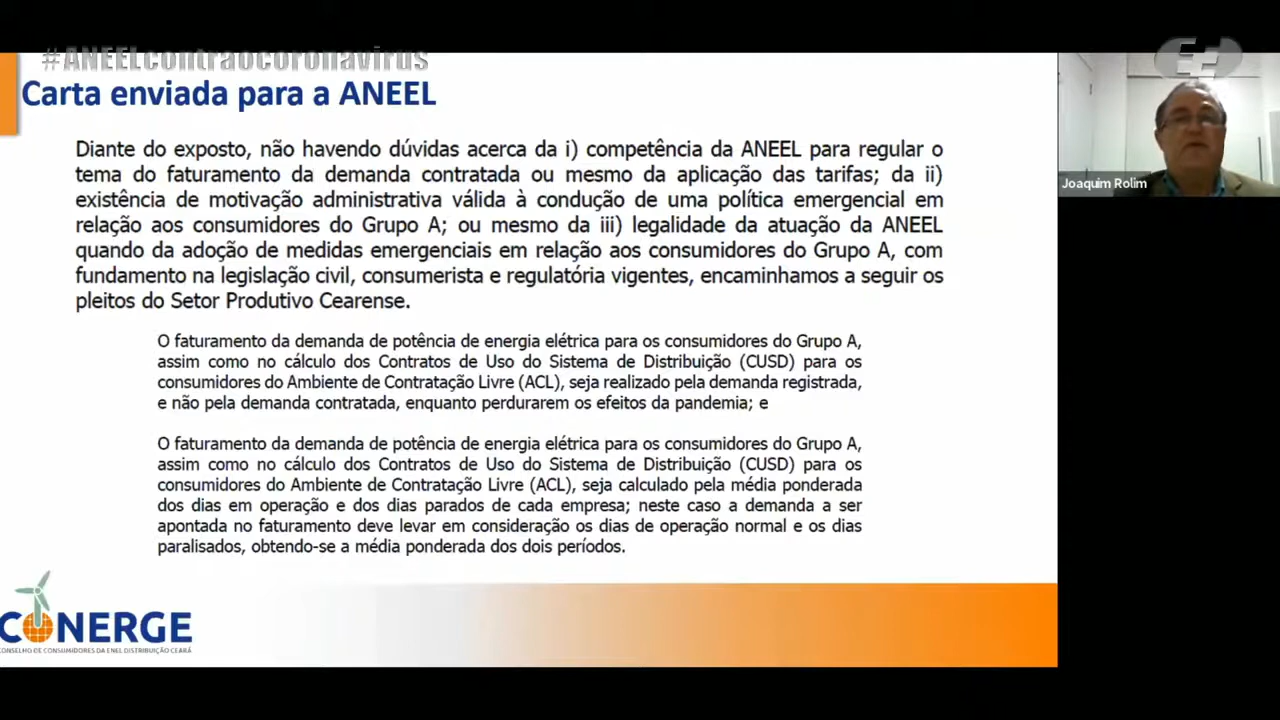 #ANEELcontraocoronavirus
Carta enviada para a ANEEL
Diante do exposto, não havendo dúvidas acerca da i) competência da ANEEL para regular o
tema do faturamento da demanda contratada ou mesmo da aplicação das tarifas; da ii)
existência de motivação administrativa válida à condução de uma política emergencial em
relação aos consumidores do Grupo A; ou mesmo da iii) legalidade da atuação da ANEEL
quando da adoção de medidas emergenciais em relação aos consumidores do Grupo A, com
fundamento na legislação civil, consumerista e regulatória vigentes, encaminhamos a seguir os
pleitos do Setor Produtivo Cearense.
O faturamento da demanda de potência de energia elétrica para os consumidores do Grupo A,
assim como no cálculo dos Contratos de Uso do Sistema de Distribuição (CUSD) para os
consumidores do Ambiente de Contratação Livre (ACL), seja realizado pela demanda registrada,
e não pela demanda contratada, enquanto perdurarem os efeitos da pandemia; e
O faturamento da demanda de potência de energia elétrica para os consumidores do Grupo A,
assim como no cálculo dos Contratos de Uso do Sistema de Distribuição (CUSD) para os
consumidores do Ambiente de Contratação Livre (ACL), seja calculado pela média ponderada
dos dias em operação e dos dias parados de cada empresa; neste caso a demanda a ser
apontada no faturamento deve levar em consideração os dias de operação normal e os dias
paralisados, obtendo-se a média ponderada dos dois períodos.
CONERGE
CONSELHO DE CONSUMIDORES DA ENEL DISTRIBUIÇÃO CEARÁ
Joaquim Rolim